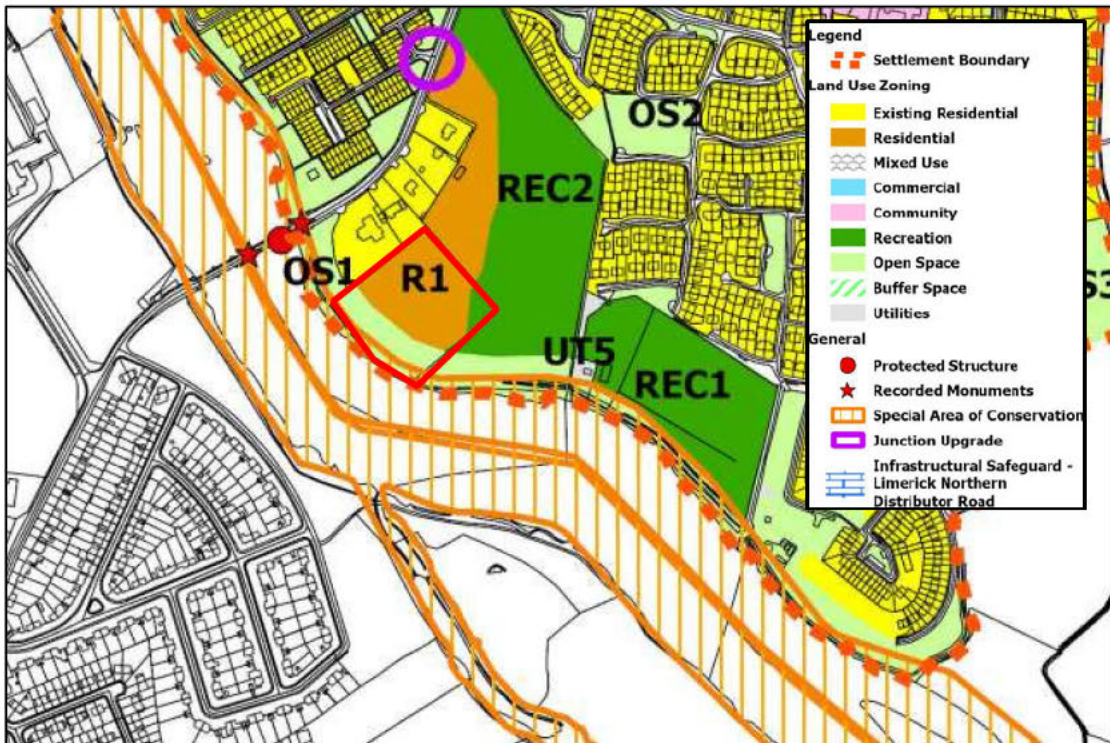 OS2
REC2
OS1
R1
UT5
REC1
S3
Legend
Settlement Boundary
Land Use Zoning
Existing Residential
Residential
Mixed Use
Commercial
Community
Recreation
Open Space
Buffer Space
Utilities
General
Protected Structure
Recorded Monuments
Special Area of Conservation
Junction Upgrade
Infrastructural Safeguard -
Limerick Northern
Distributor Road